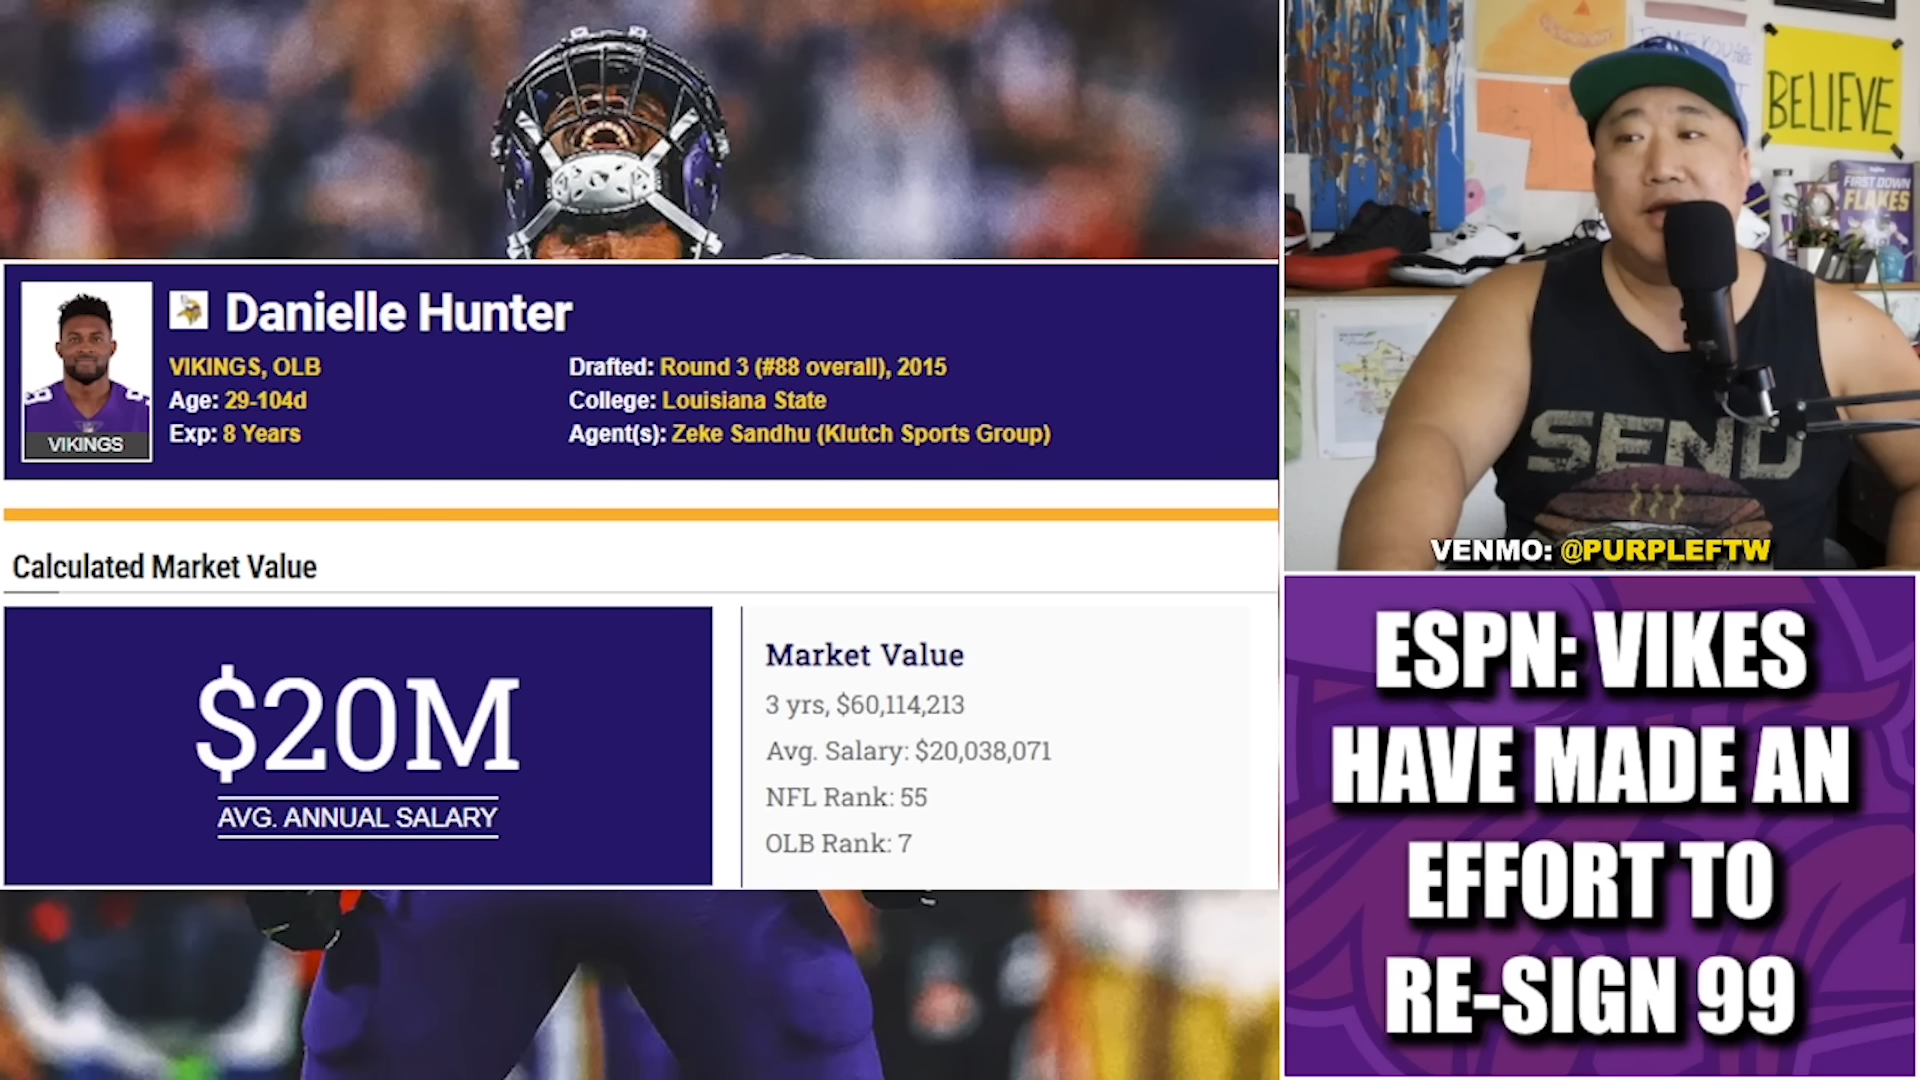 Danielle Hunter
VIKINGS, OLB
Age: 29-104d
Exp: 8 Years
Drafted: Round 3 (#88 overall), 2015
College: Louisiana State
Agent(s): Zeke Sandhu (Klutch Sports Group)
VIKINGS
Calculated Market Value
$20M
AVG. ANNUAL SALARY
Market Value
3 yrs, $60,114,213
Avg. Salary: $20,038,071
NFL Rank: 55
OLB Rank: 7
BELIEVE
FIRST DOWN
FLAKES
SEND
VENMO: @PURPLEFTW
ESPN: VIKES
HAVE MADE AN
EFFORT TO
RE-SIGN 99